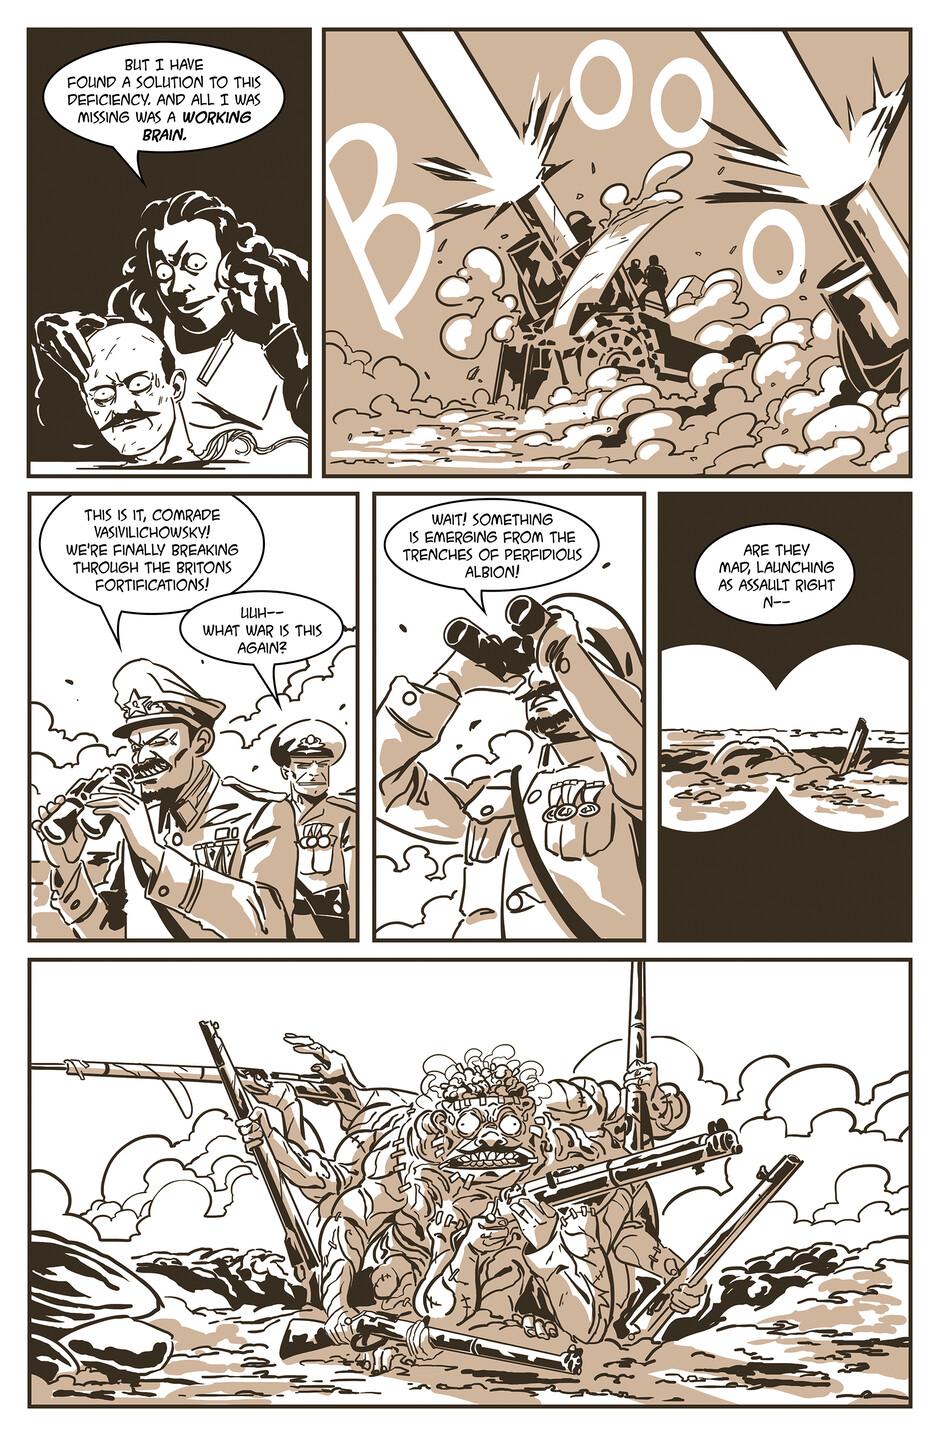 BUT I HAVE
FOUND A SOLUTION TO THIS
DEFICIENCY. AND ALL I WAS
MISSING WAS A WORKING
BRAIN.
BOOOO
THIS IS IT, COMRADE
VASIVILICHOWSKY!
WE'RE FINALLY BREAKING
THROUGH THE BRITONS
FORTIFICATIONS!
UUH--
WHAT WAR IS THIS
AGAIN?
WAIT! SOMETHING
IS EMERGING FROM THE
TRENCHES OF PERFIDIOUS
ALBION!
ARE THEY
MAD, LAUNCHING
AS ASSAULT RIGHT
N--